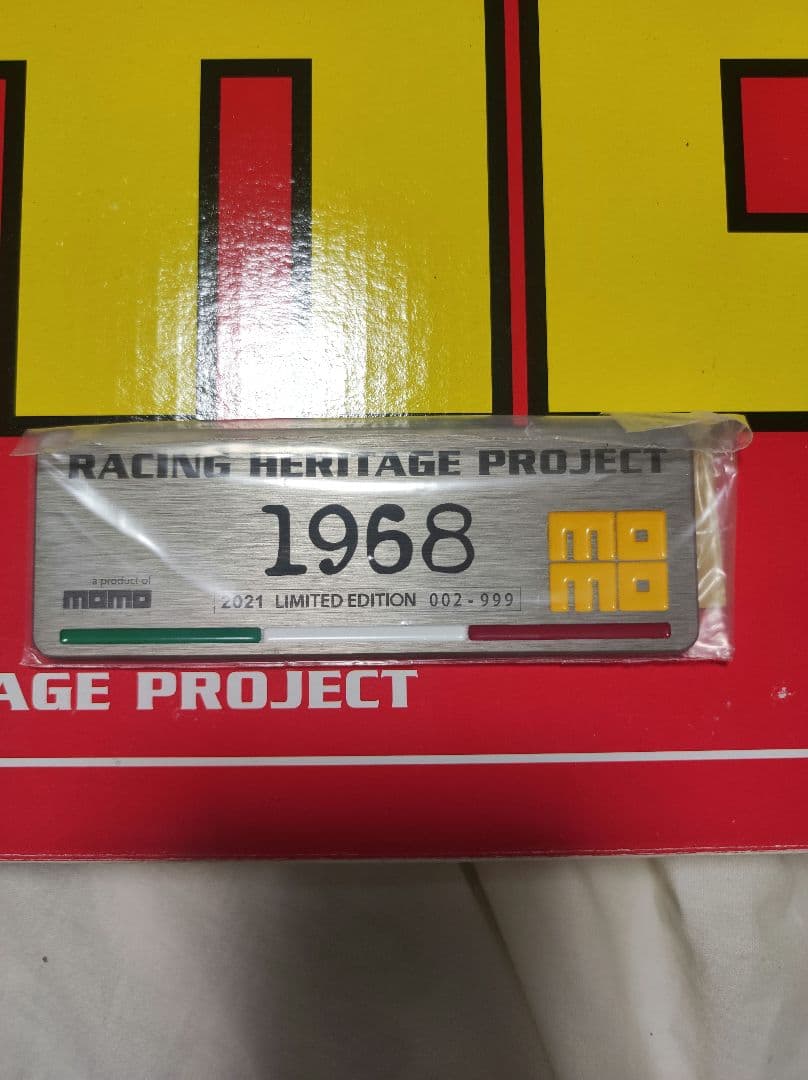 RACING HERITAGE PROJECT
1968
mo
mo
a product of
momo
2021 LIMITED EDITION 002-999
AGE PROJECT